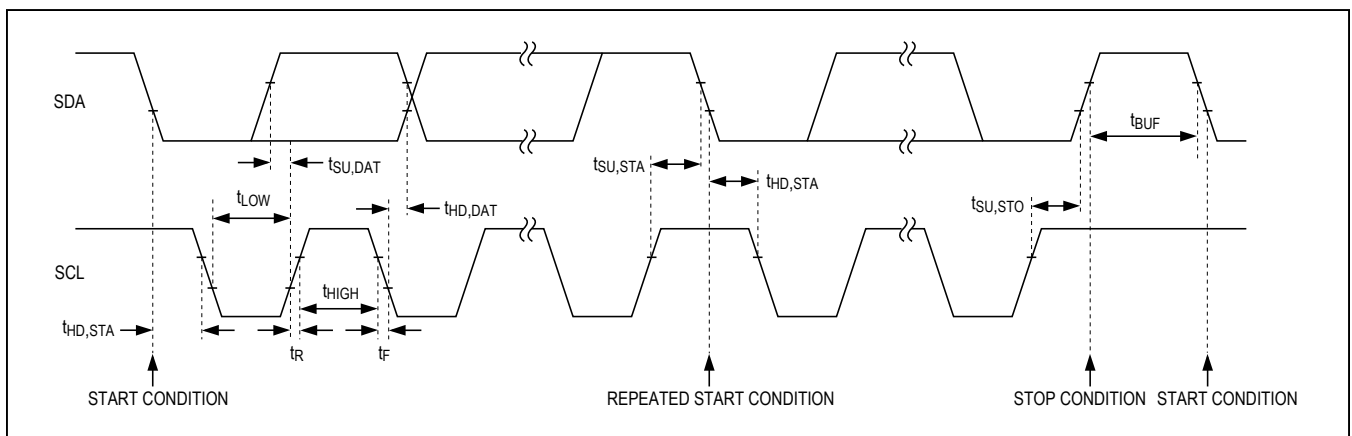 SDA
tBUF
tSU,DAT
tSU,STA
tHD,STA
tLOW
tHD,DAT
tSU,STO
SCL
tHIGH
tHD,STA
tR
tF
START CONDITION
REPEATED START CONDITION
STOP CONDITION
START CONDITION